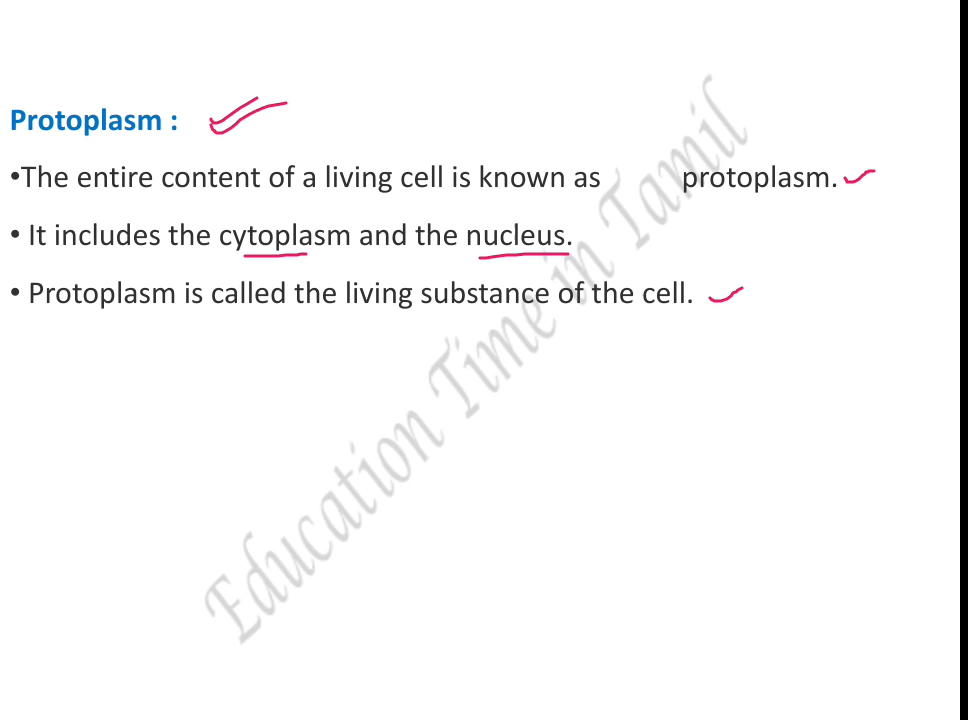 Protoplasm :
•The entire content of a living cell is known as protoplasm.
• It includes the cytoplasm and the nucleus.
• Protoplasm is called the living substance of the cell.
Education Time in Tamil